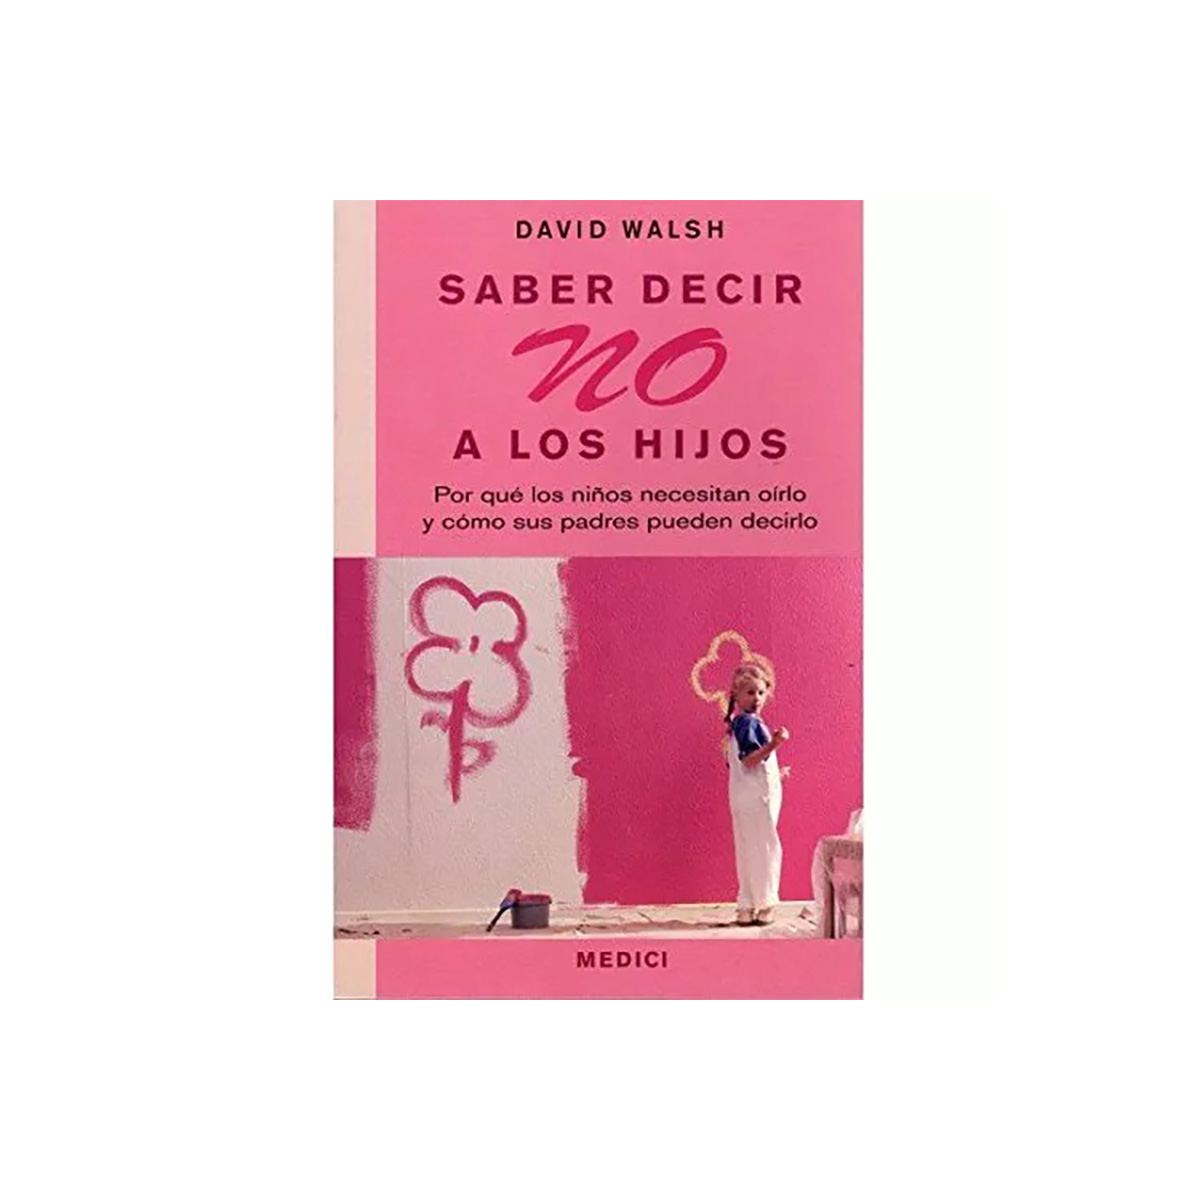 DAVID WALSH
SABER DECIR
NO
A LOS HIJOS
Por qué los niños necesitan oírlo
y cómo sus padres pueden decirlo
MEDICI